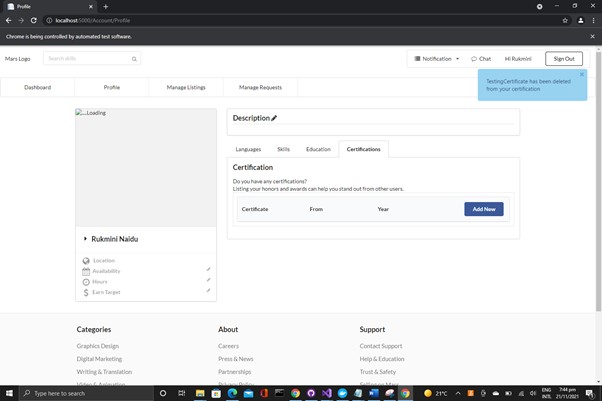 Profile
localhost:5000/Account/Profile
Chrome is being controlled by automated test software.
Mars Logo
Search skills
Notification
Chat
Hi Rukmini
Sign Out
Dashboard
Profile
Manage Listings
Manage Requests
TestingCertificate has been deleted
from your certification
...Loading
Description
Languages
Skills
Education
Certifications
Certification
Do you have any certifications?
Listing your honors and awards can help you stand out from other users.
Certificate
From
Year
Add New
Rukmini Naidu
Location
Availability
Hours
Earn Target
Categories
About
Support
Graphics Design
Careers
Contact Support
Digital Marketing
Press & News
Help & Education
Writing & Translation
Partnerships
Trust & Safety
Video & Animation
Privacy Policy
Type here to search
21°C
ENG
INTL
7:44 pm
21/11/2021